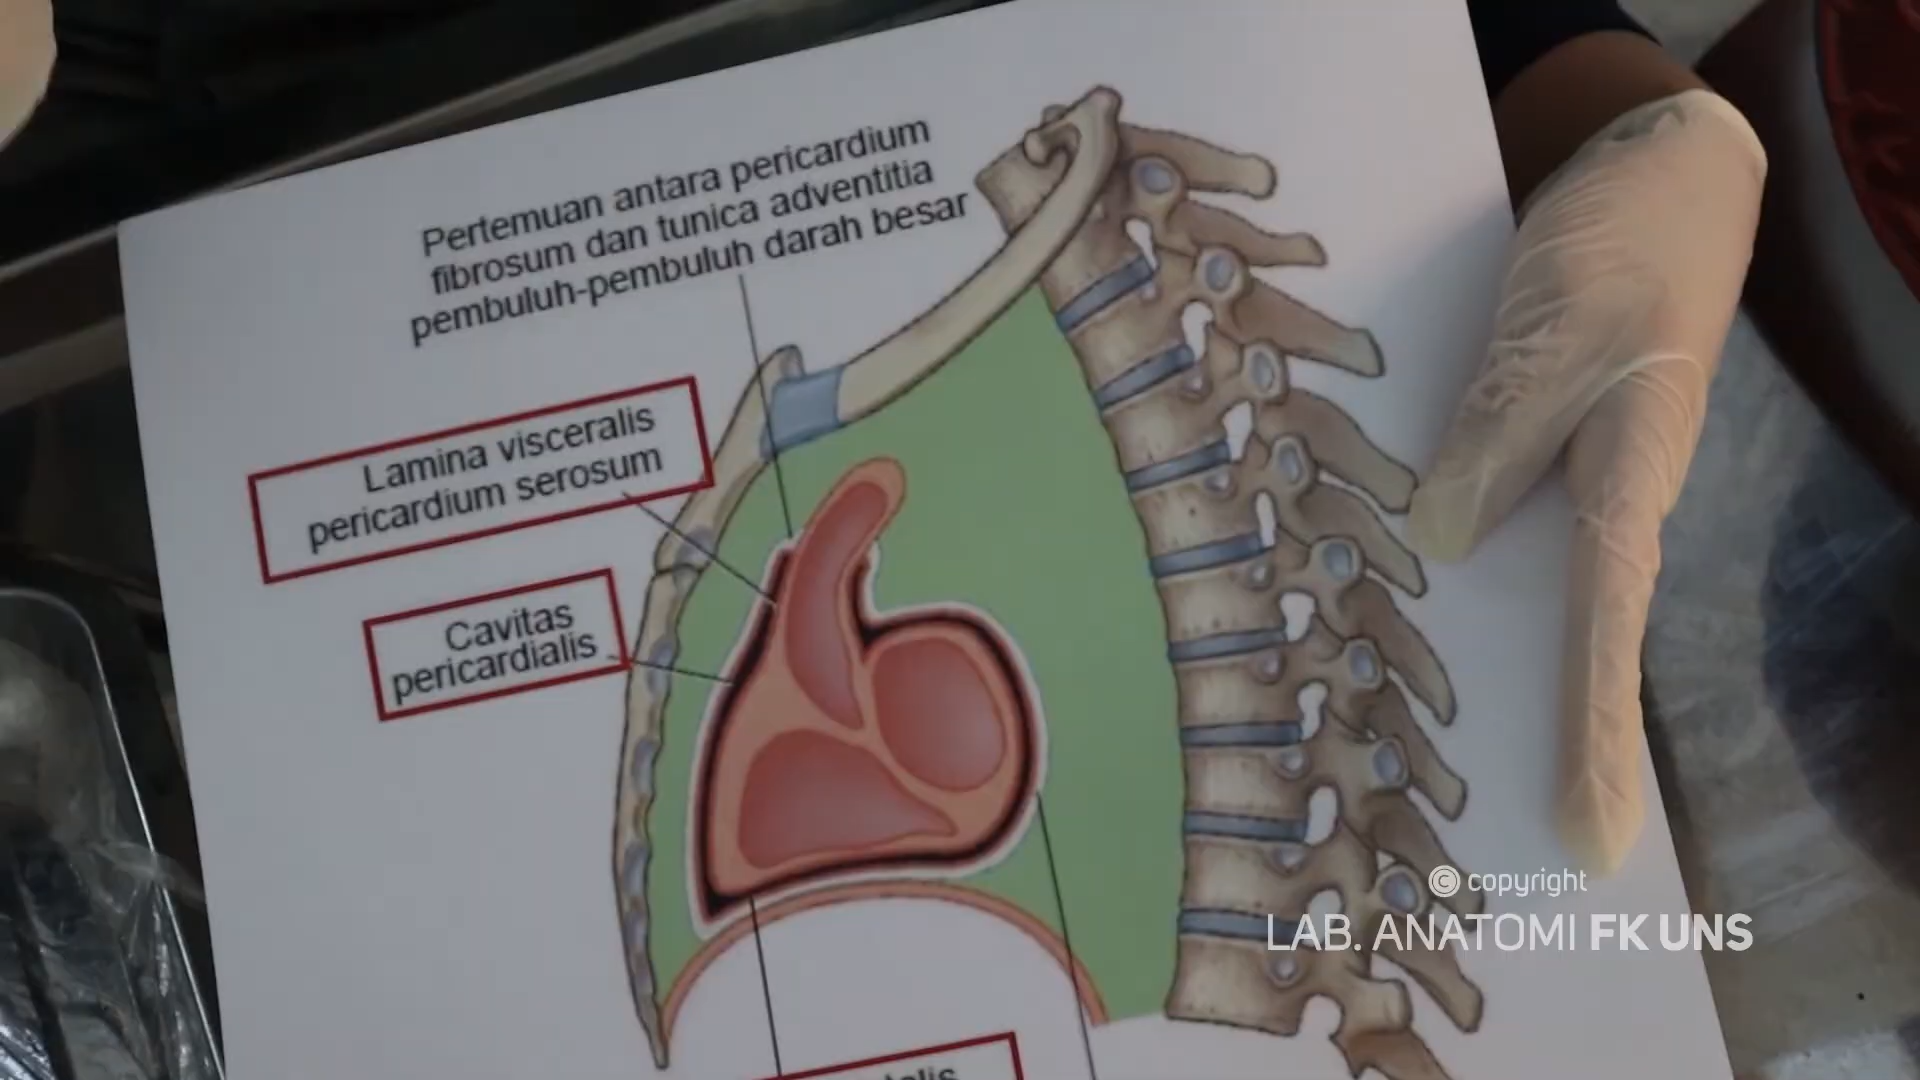 Pertemuan antara pericardium
fibrosum dan tunica adventitia
pembuluh-pembuluh darah besar
Lamina visceralis
pericardium serosum
Cavitas
pericardialis
© copyright
LAB. ANATOMI FK UNS